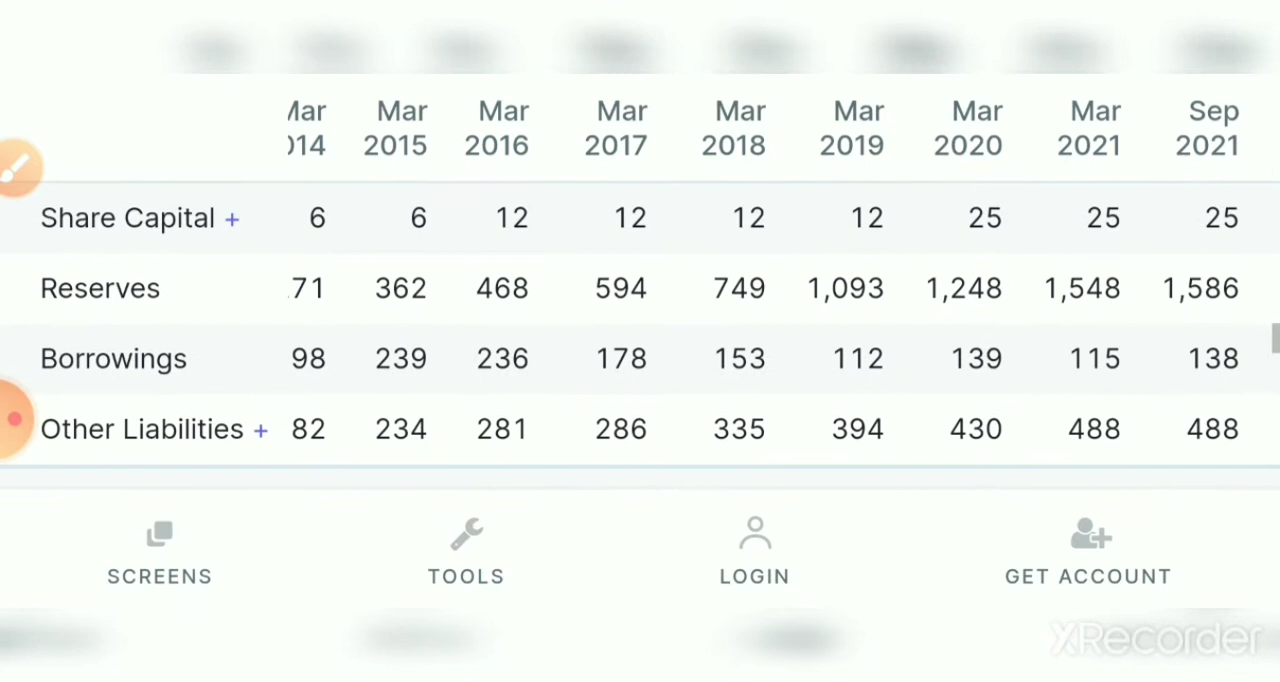 Mar Mar Mar Mar Mar Mar Mar Sep
2015 2016 2017 2018 2019 2020 2021 2021
Share Capital + 6 6 12 12 12 12 25 25 25
Reserves 71 362 468 594 749 1,093 1,248 1,548 1,586
Borrowings 98 239 236 178 153 112 139 115 138
Other Liabilities + 82 234 281 286 335 394 430 488 488
SCREENS TOOLS LOGIN GET ACCOUNT
XRecorder